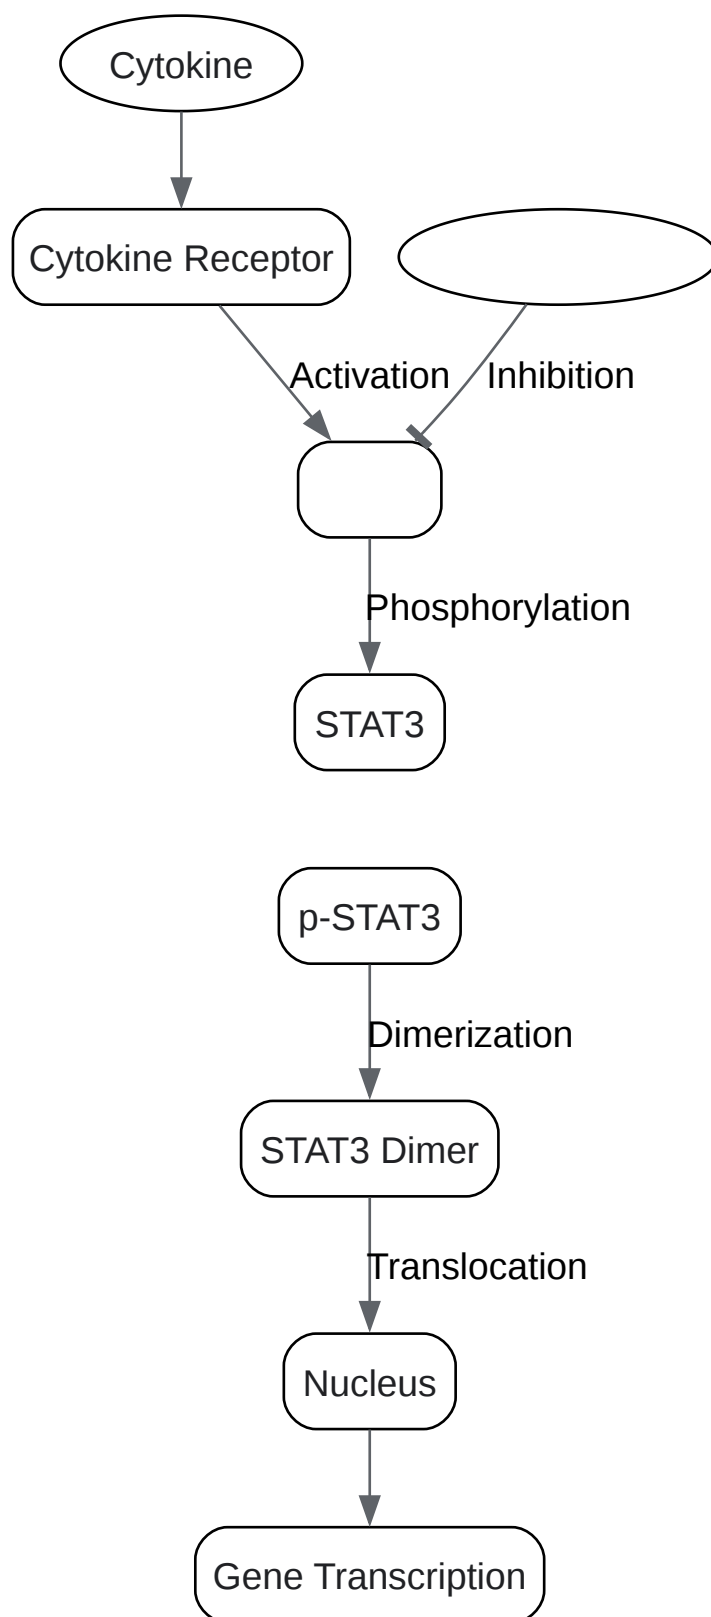 Cytokine
Cytokine Receptor
Activation
Inhibition
Phosphorylation
STAT3
p-STAT3
Dimerization
STAT3 Dimer
Translocation
Nucleus
Gene Transcription